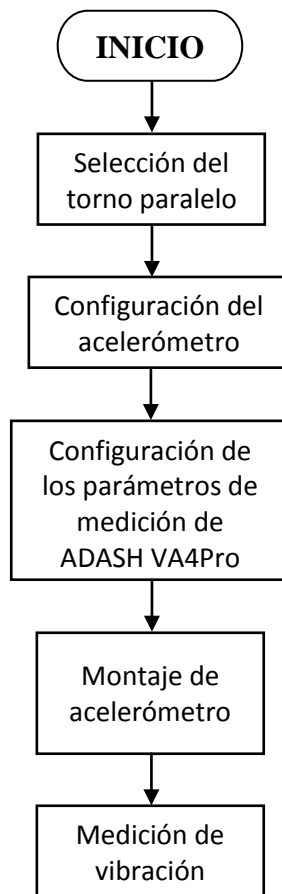 INICIO
Selección del
torno paralelo
Configuración del
acelerómetro
Configuración de
los parámetros de
medición de
ADASH VA4Pro
Montaje de
acelerómetro
Medición de
vibración